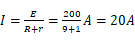 I = E/(R+r) = 200/(9+1) A = 20A